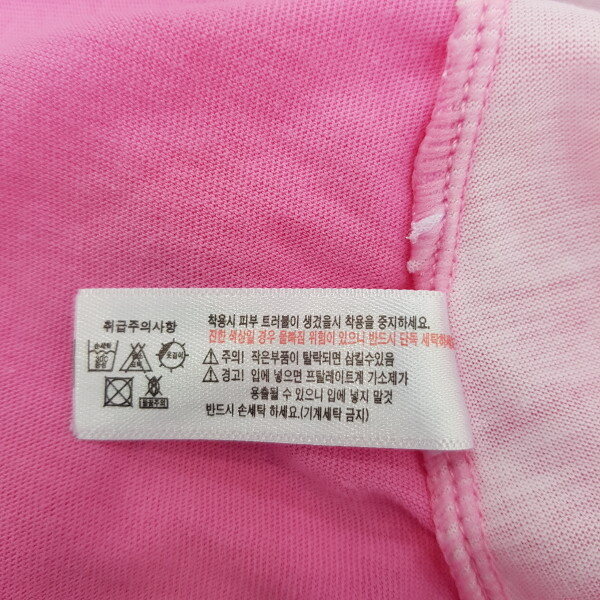 취급주의사항
착용시 피부 트러블이 생겼을시 착용을 중지하세요.
진한 색상일 경우 물빠짐 위험이 있으니 반드시 단독 세탁하세
⚠ 주의! 작은부품이 탈락되면 삼킬수있음
⚠ 경고! 입에 넣으면 프탈레이트계 가소제가
용출될 수 있으니 입에 넣지 말것
반드시 손세탁 하세요.(기계세탁 금지)
손세탁